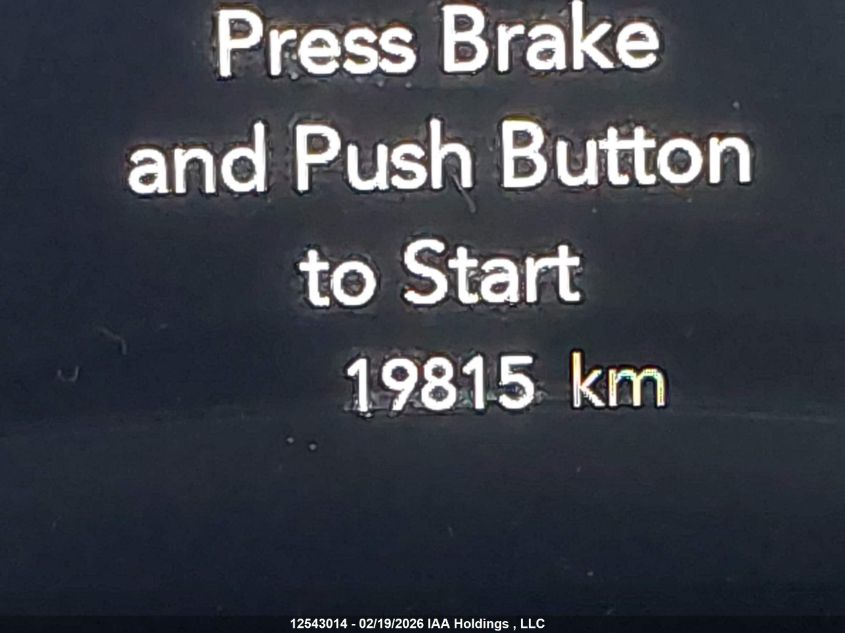 Press Brake
and Push Button
to Start
19815 km
12543014 - 02/19/2026 IAA Holdings , LLC